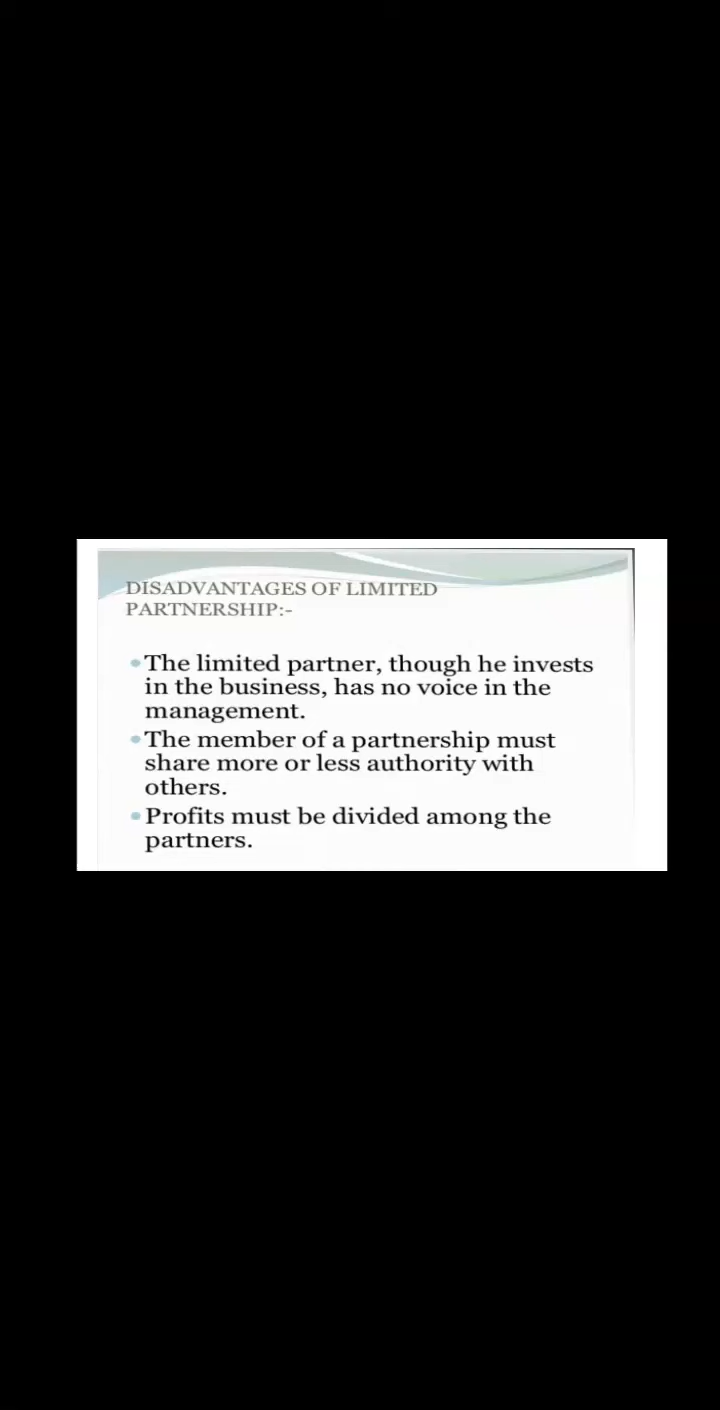 DISADVANTAGES OF LIMITED
PARTNERSHIP:-
•The limited partner, though he invests
in the business, has no voice in the
management.
•The member of a partnership must
share more or less authority with
others.
•Profits must be divided among the
partners.